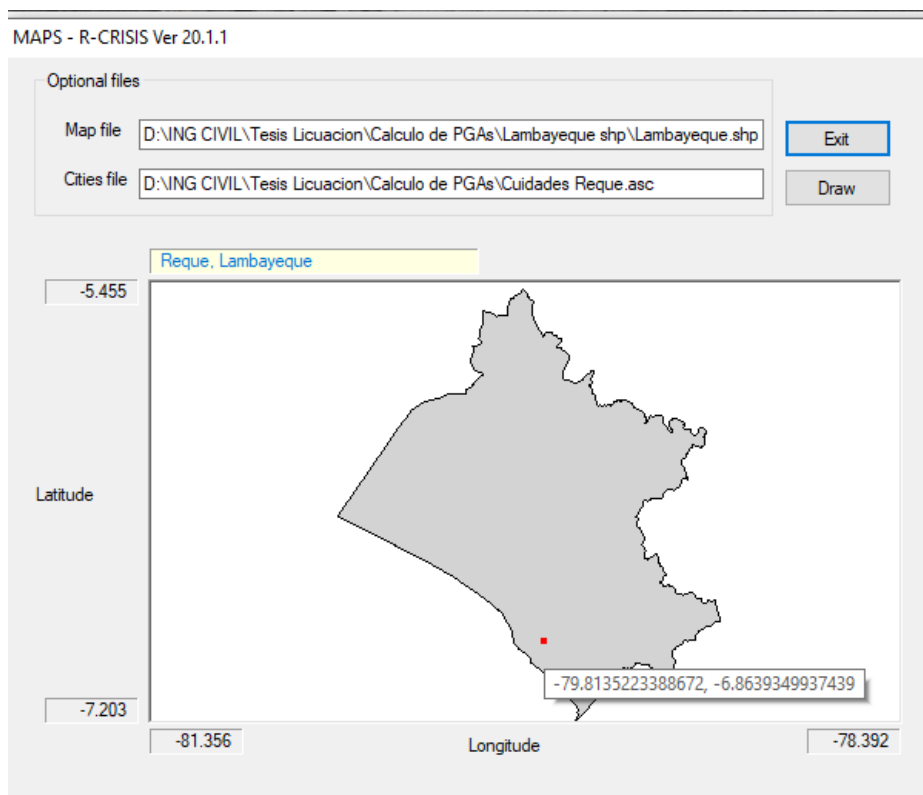 MAPS - R-CRISIS Ver 20.1.1
Optional files
Map file D:\ING CIVIL\Tesis Licuacion\Calculo de PGAs\Lambayeque shp\Lambayeque.shp Exit
Cities file D:\ING CIVIL\Tesis Licuacion\Calculo de PGAs\Cuidades Reque.asc Draw
Reque, Lambayeque
-5.455
Latitude
-79.8135223388672, -6.8639349937439
-7.203
-81.356 Longitude -78.392